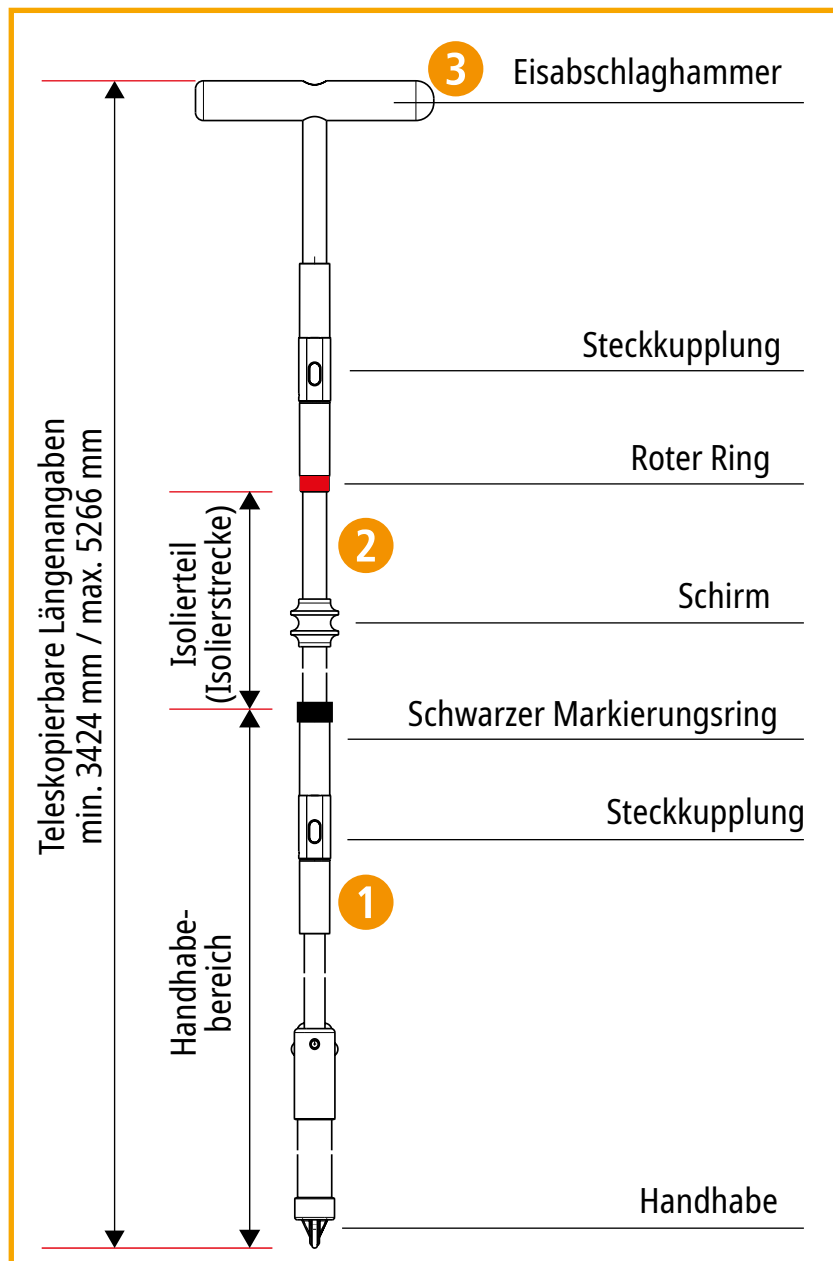 3 Eisabschlaghammer
Steckkupplung
Roter Ring
2
Schirm
Schwarzer Markierungsring
Steckkupplung
1
Handhabe
Teleskopierbare Längenangaben
min. 3424 mm / max. 5266 mm
Isolierteil
(Isolierstrecke)
Handhabe-
bereich